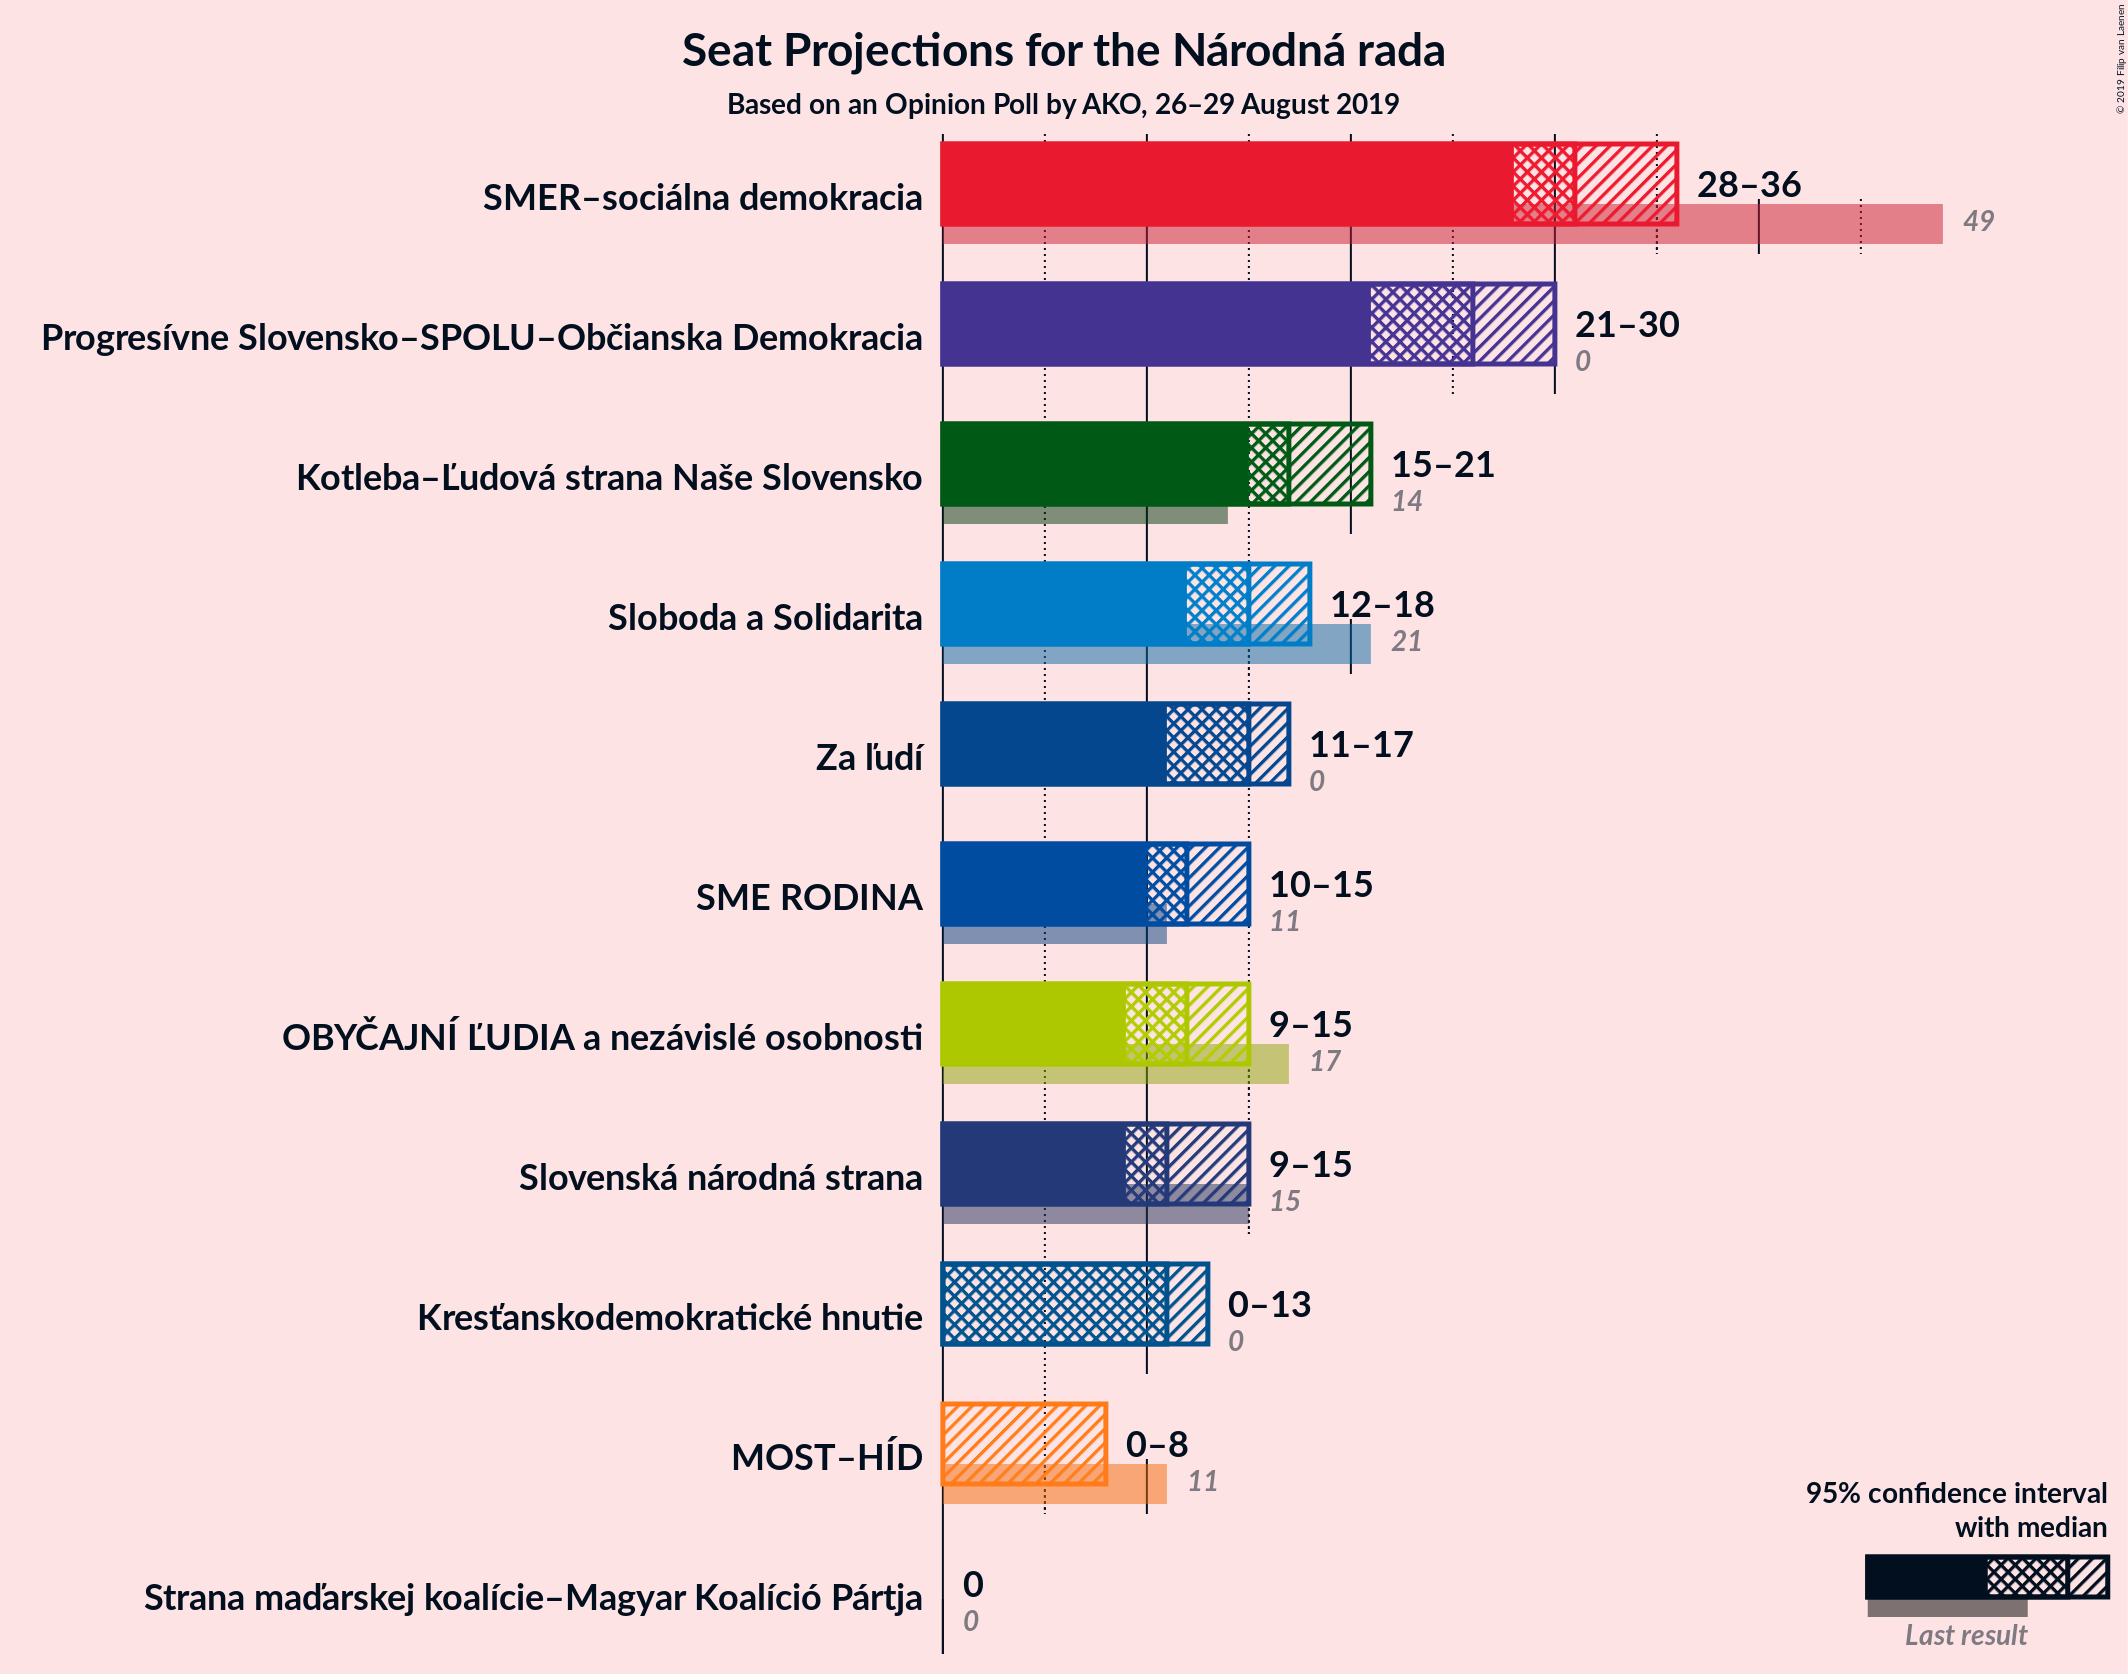 Seat Projections for the Národná rada
Based on an Opinion Poll by AKO, 26–29 August 2019
© 2019 Filip van Laenen
SMER–sociálna demokracia
28–36
49
Progresívne Slovensko–SPOLU–Občianska Demokracia
21–30
0
Kotleba–Ľudová strana Naše Slovensko
15–21
14
Sloboda a Solidarita
12–18
21
Za ľudí
11–17
0
SME RODINA
10–15
11
OBYČAJNÍ ĽUDIA a nezávislé osobnosti
9–15
17
Slovenská národná strana
9–15
15
Kresťanskodemokratické hnutie
0–13
0
MOST–HÍD
0–8
11
Strana maďarskej koalície–Magyar Koalíció Pártja
0
0
95% confidence interval
with median
Last result